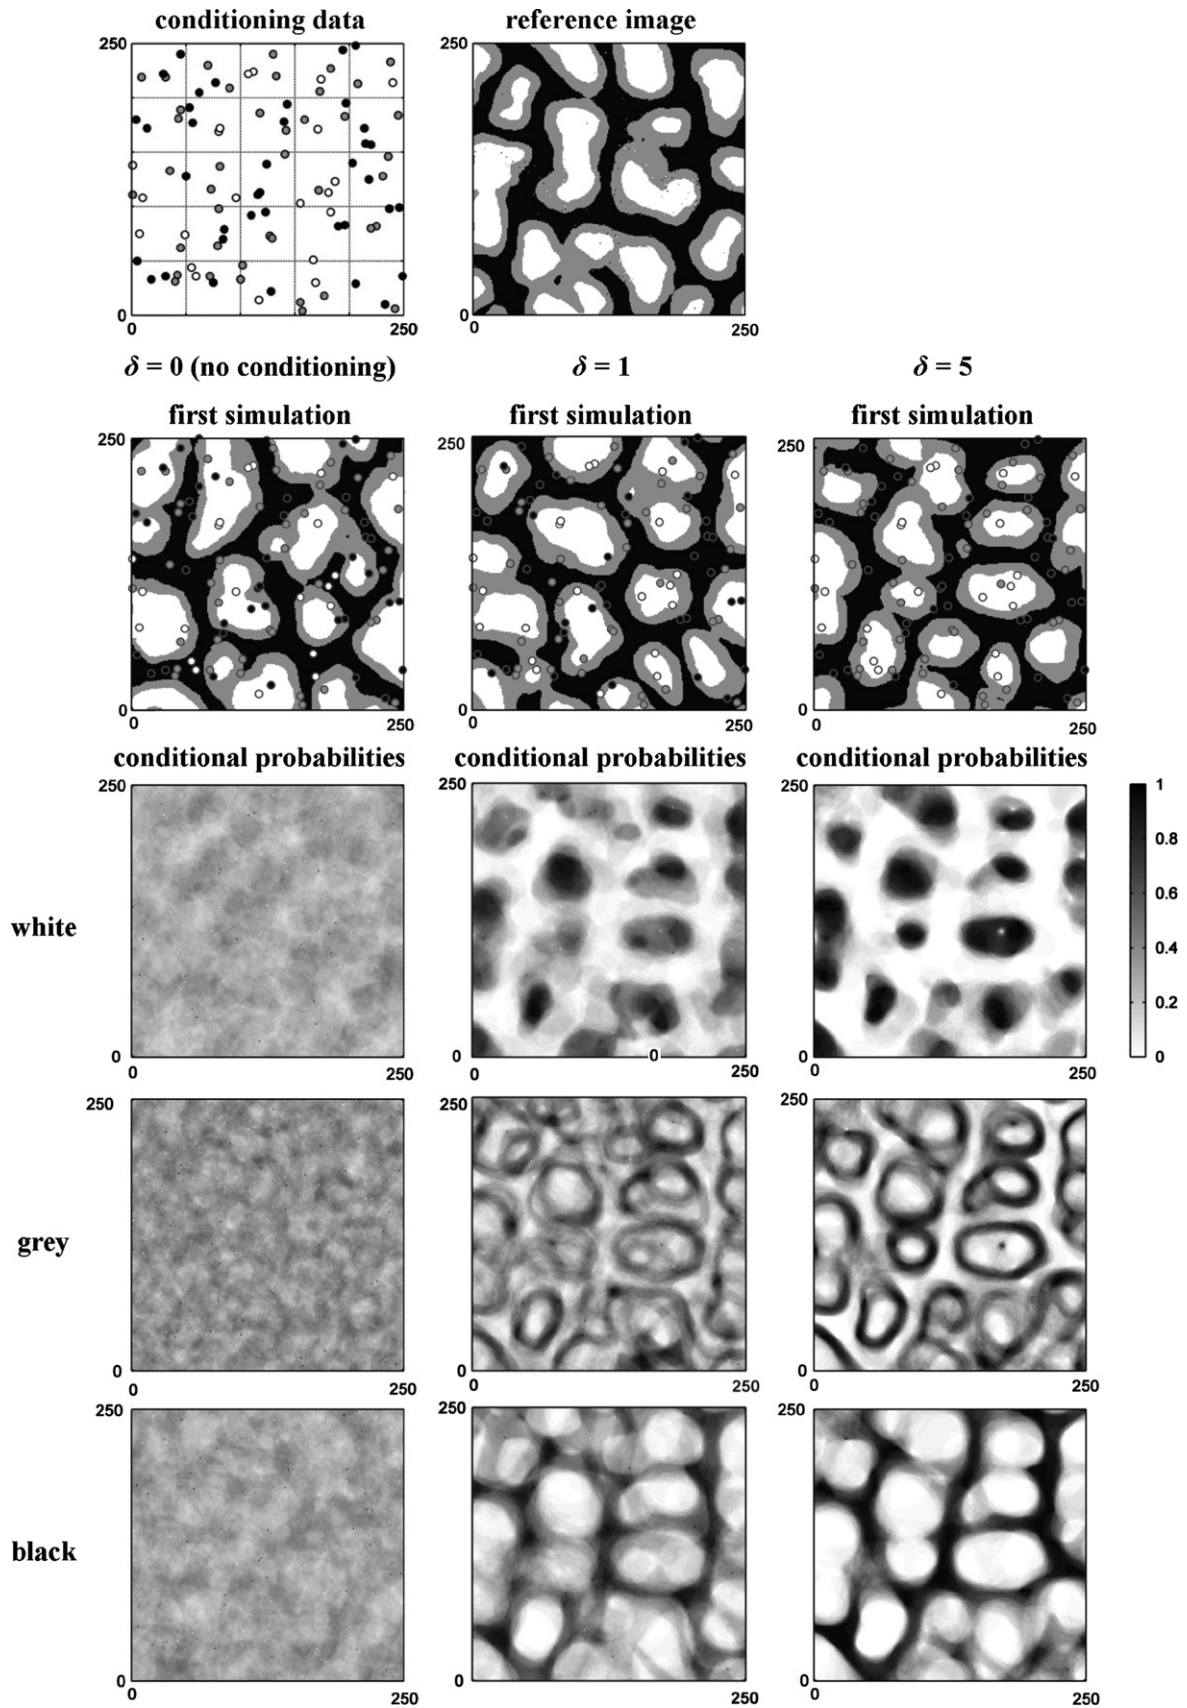 conditioning data reference image
250 250
0 0
0 250 0 250
δ = 0 (no conditioning) δ = 1 δ = 5
first simulation first simulation first simulation
250 250 250
0 0 0
0 250 0 250 0 250
conditional probabilities conditional probabilities conditional probabilities
250 250 250 1
0.8
0.6
white
0.4
0.2
0 0 0 0 0
0 250 0 250 0 250
250 250 250
grey
0 0 0
0 250 0 250 0 250
250 250 250
black
0 0 0
0 250 0 250 0 250